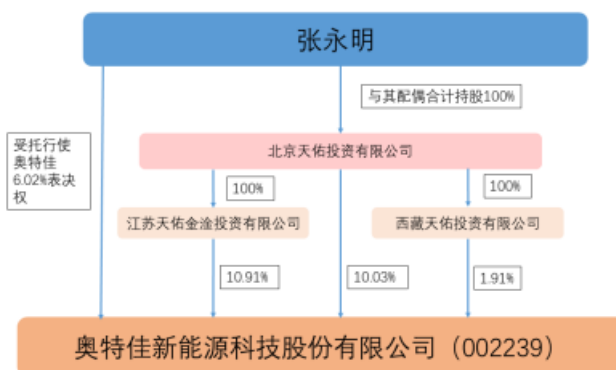 张永明
与其配偶合计持股100%
受托行使
奥特佳
6.02%表决
权
北京天佑投资有限公司
100%
100%
江苏天佑金淦投资有限公司
西藏天佑投资有限公司
10.91%
10.03%
1.91%
奥特佳新能源科技股份有限公司（002239）